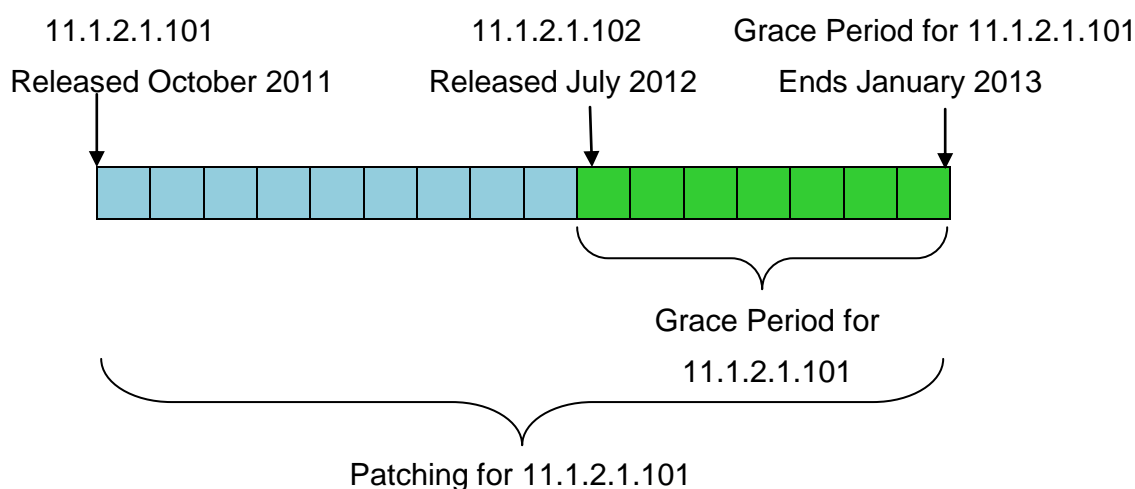 11.1.2.1.101
Released October 2011
11.1.2.1.102
Released July 2012
Grace Period for 11.1.2.1.101
Ends January 2013
Grace Period for
11.1.2.1.101
Patching for 11.1.2.1.101